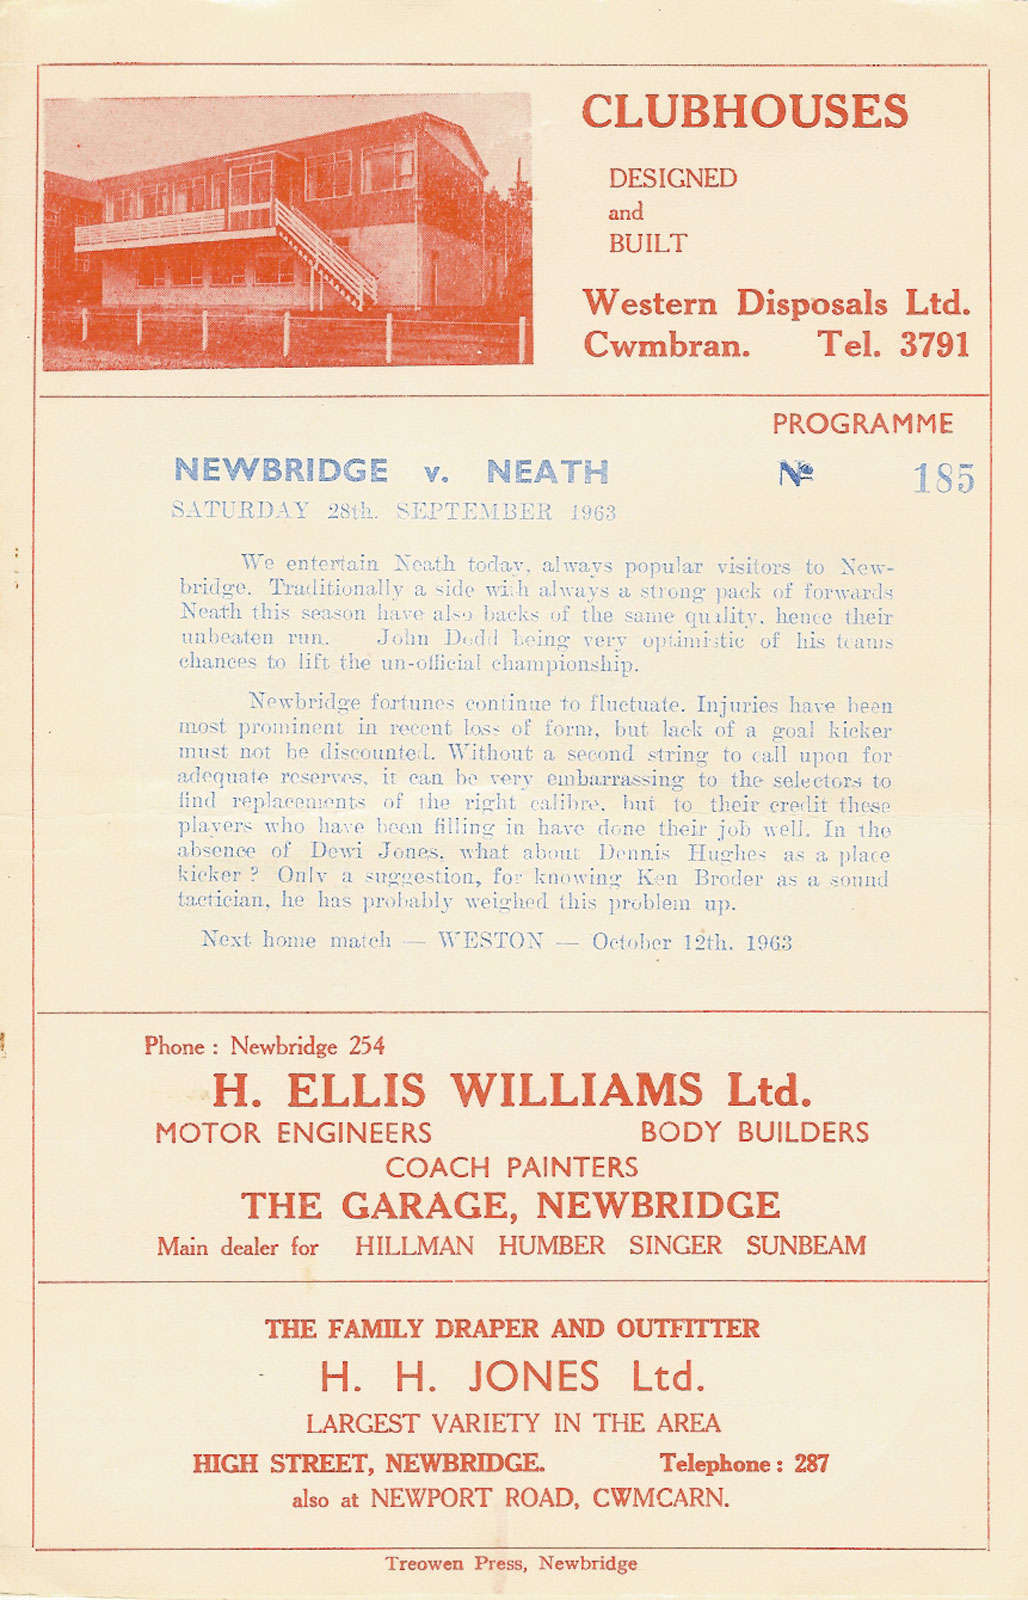 CLUBHOUSES
DESIGNED
and
BUILT
Western Disposals Ltd.
Cwmbran. Tel. 3791
PROGRAMME
NEWBRIDGE v. NEATH Nº 185
SATURDAY 28th. SEPTEMBER 1963
We entertain Neath today, always popular visitors to New-
bridge. Traditionally a side with always a strong pack of forwards
Neath this season have also backs of the same quility, hence their
unbeaten run. John Dodd being very optimistic of his teams
chances to lift the un-official championship.
Newbridge fortunes continue to fluctuate. Injuries have been
most prominent in recent loss of form, but lack of a goal kicker
must not be discounted. Without a second string to call upon for
adequate reserves, it can be very embarrassing to the selectors to
find replacements of the right calibre, but to their credit these
players who have been filling in have done their job well. In the
absence of Dewi Jones, what about Dennis Hughes as a place
kicker ? Only a suggestion, for knowing Ken Broder as a sound
tactician, he has probably weighed this problem up.
Next home match — WESTON — October 12th. 1963
Phone : Newbridge 254
H. ELLIS WILLIAMS Ltd.
MOTOR ENGINEERS BODY BUILDERS
COACH PAINTERS
THE GARAGE, NEWBRIDGE
Main dealer for HILLMAN HUMBER SINGER SUNBEAM
THE FAMILY DRAPER AND OUTFITTER
H. H. JONES Ltd.
LARGEST VARIETY IN THE AREA
HIGH STREET, NEWBRIDGE. Telephone : 287
also at NEWPORT ROAD, CWMCARN.
Treowen Press, Newbridge